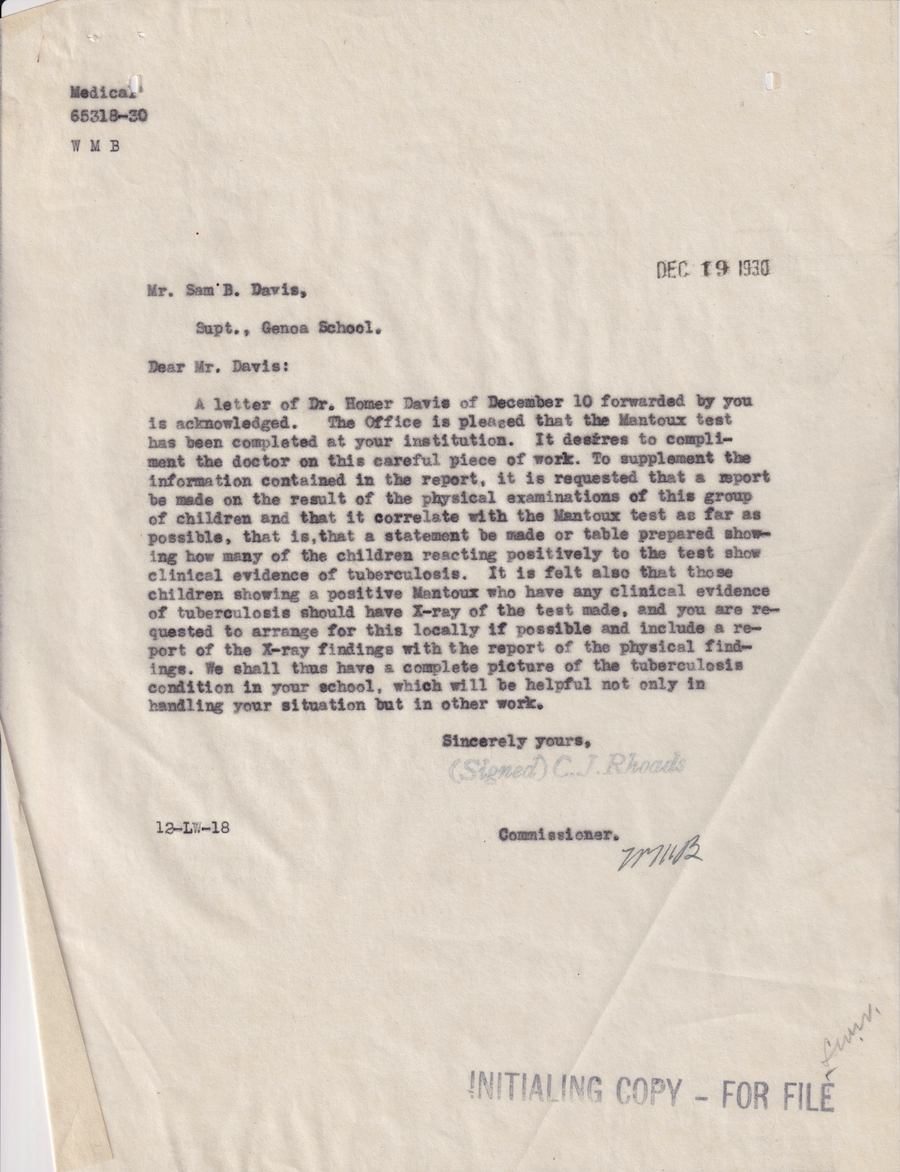 Medical
65318-30
W M B
DEC 19 1930
Mr. Sam B. Davis,
Supt., Genoa School.
Dear Mr. Davis:
A letter of Dr. Homer Davis of December 10 forwarded by you
is acknowledged. The Office is pleased that the Mantoux test
has been completed at your institution. It desires to compli-
ment the doctor on this careful piece of work. To supplement the
information contained in the report, it is requested that a report
be made on the result of the physical examinations of this group
of children and that it correlate with the Mantoux test as far as
possible, that is,that a statement be made or table prepared show-
ing how many of the children reacting positively to the test show
clinical evidence of tuberculosis. It is felt also that those
children showing a positive Mantoux who have any clinical evidence
of tuberculosis should have X-ray of the test made, and you are re-
quested to arrange for this locally if possible and include a re-
port of the X-ray findings with the report of the physical find-
ings. We shall thus have a complete picture of the tuberculosis
condition in your school, which will be helpful not only in
handling your situation but in other work.
Sincerely yours,
(Signed) C. J. Rhoads
12-LW-18
Commissioner.
WMB
INITIALING COPY - FOR FILE